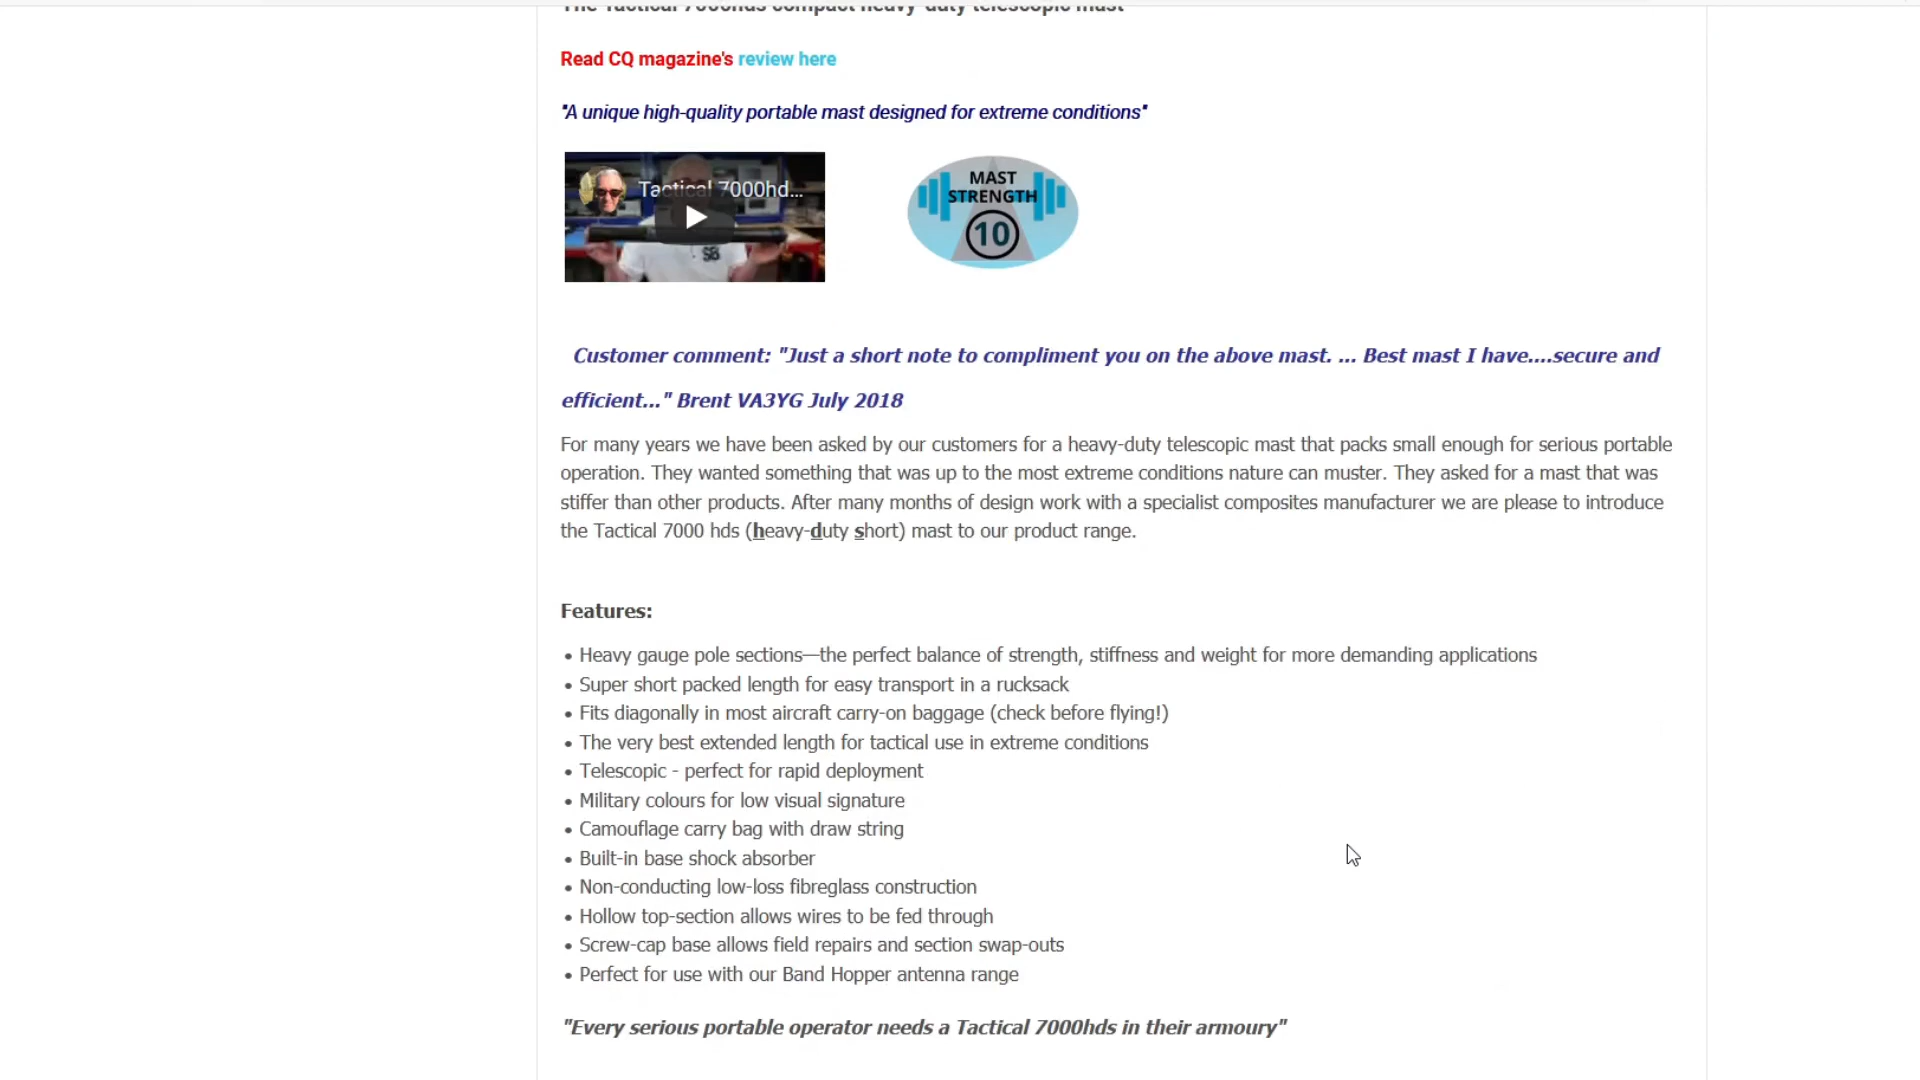 The Tactical 7000hds compact heavy-duty telescopic mast
Read CQ magazine's review here
"A unique high-quality portable mast designed for extreme conditions"
Tactical 7000hd...
MAST
STRENGTH
10
Customer comment: "Just a short note to compliment you on the above mast. ... Best mast I have....secure and
efficient..." Brent VA3YG July 2018
For many years we have been asked by our customers for a heavy-duty telescopic mast that packs small enough for serious portable
operation. They wanted something that was up to the most extreme conditions nature can muster. They asked for a mast that was
stiffer than other products. After many months of design work with a specialist composites manufacturer we are please to introduce
the Tactical 7000 hds (heavy-duty short) mast to our product range.
Features:
• Heavy gauge pole sections—the perfect balance of strength, stiffness and weight for more demanding applications
• Super short packed length for easy transport in a rucksack
• Fits diagonally in most aircraft carry-on baggage (check before flying!)
• The very best extended length for tactical use in extreme conditions
• Telescopic - perfect for rapid deployment
• Military colours for low visual signature
• Camouflage carry bag with draw string
• Built-in base shock absorber
• Non-conducting low-loss fibreglass construction
• Hollow top-section allows wires to be fed through
• Screw-cap base allows field repairs and section swap-outs
• Perfect for use with our Band Hopper antenna range
"Every serious portable operator needs a Tactical 7000hds in their armoury"